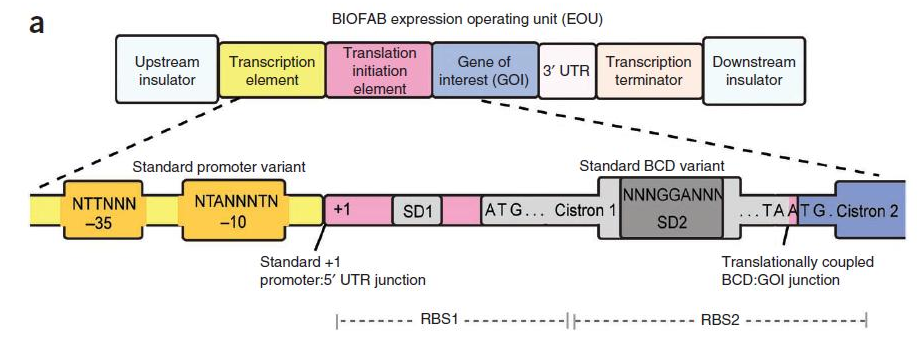 a
BIOFAB expression operating unit (EOU)
Upstream
insulator
Transcription
element
Translation
initiation
element
Gene of
interest (GOI)
3′ UTR
Transcription
terminator
Downstream
insulator
Standard promoter variant
Standard BCD variant
NTTNNN
–35
NTANNNTN
–10
+1
SD1
ATG... Cistron 1
NNNGGANNN
SD2
...TAATG. Cistron 2
Standard +1
promoter:5′ UTR junction
Translationally coupled
BCD:GOI junction
RBS1
RBS2